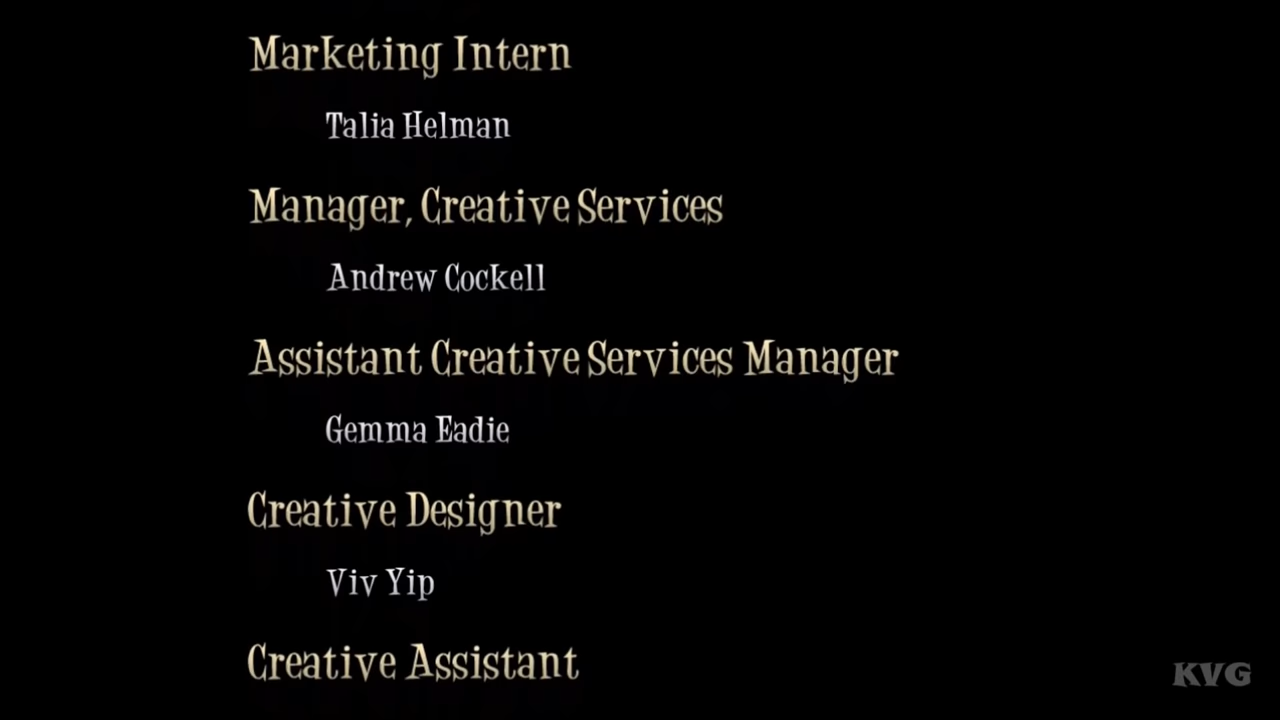 Marketing Intern
Talia Helman
Manager, Creative Services
Andrew Cockell
Assistant Creative Services Manager
Gemma Eadie
Creative Designer
Viv Yip
Creative Assistant
KVG